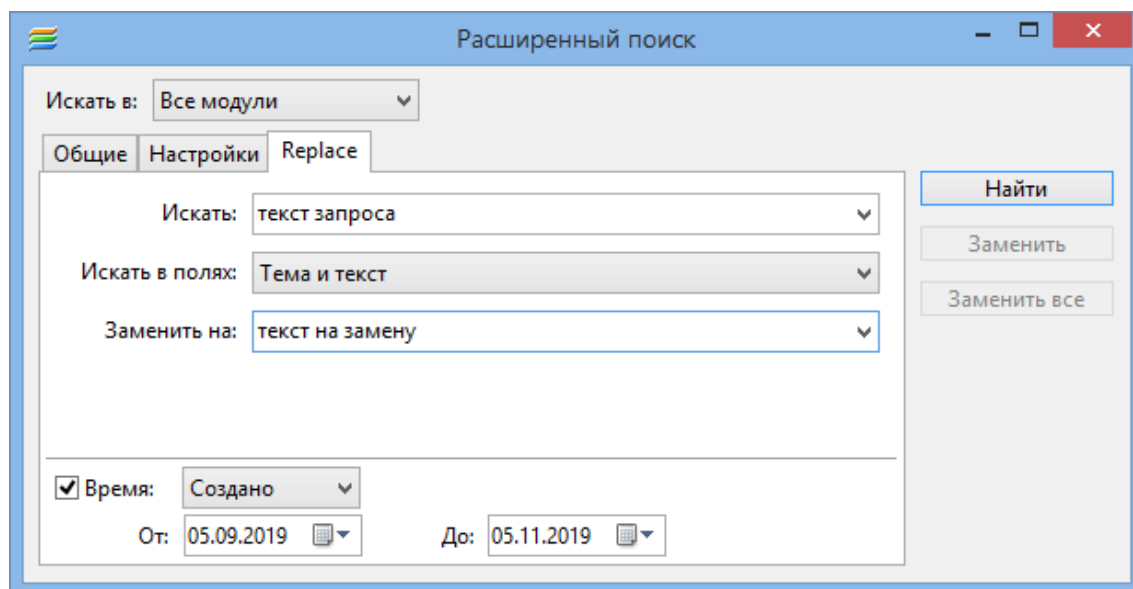 Расширенный поиск
Искать в: Все модули
Общие Настройки Replace
Найти
Искать: текст запроса
Заменить
Искать в полях: Тема и текст
Заменить все
Заменить на: текст на замену
Время: Создано
От: 05.09.2019 До: 05.11.2019